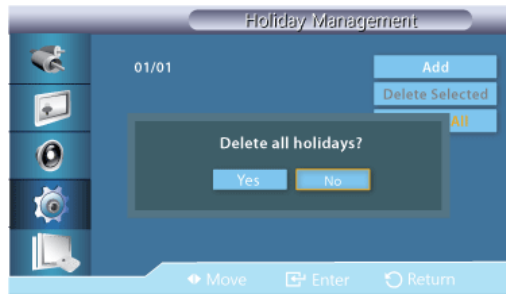 Holiday Management
01/01
Add
Delete Selected
All
Delete all holidays?
Yes
No
Move Enter Return